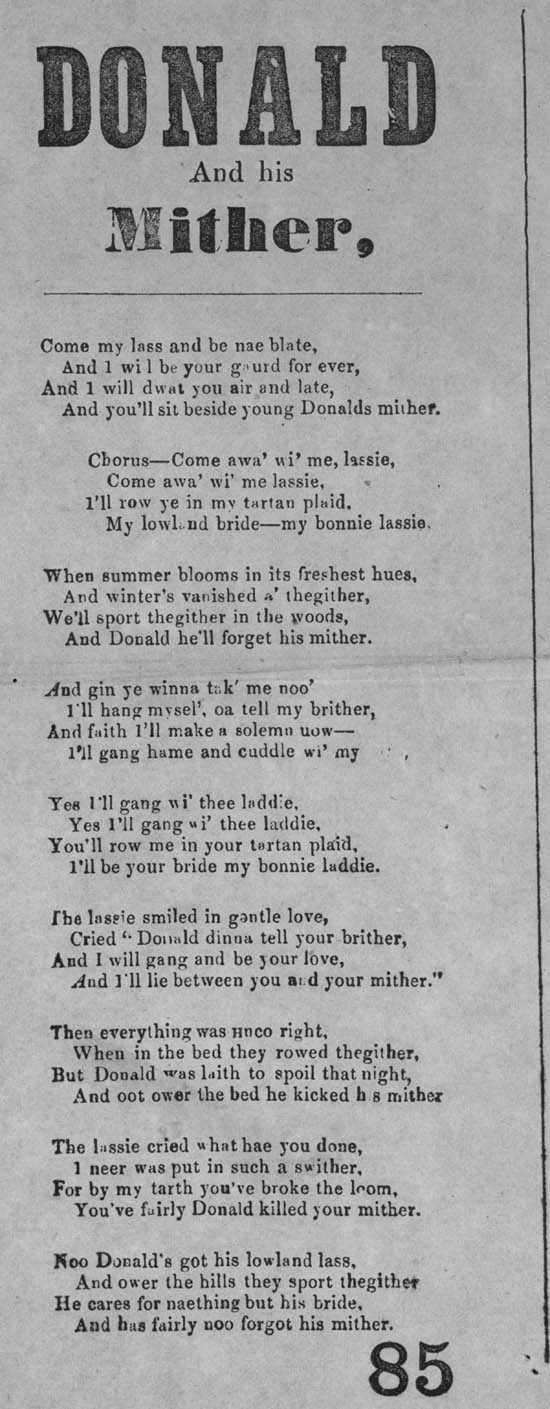 DONALD
And his
Mither,
Come my lass and be nae blate,
And I wil be your gaurd for ever,
And I will dwat you air and late,
And you'll sit beside young Donalds mither.
Chorus—Come awa' wi' me, lassie,
Come awa' wi' me lassie,
I'll row ye in my tartan plaid,
My lowland bride—my bonnie lassie.
When summer blooms in its freshest hues,
And winter's vanished a' thegither,
We'll sport thegither in the woods,
And Donald he'll forget his mither.
And gin ye winna tak' me noo'
I'll hang mysel', oa tell my brither,
And faith I'll make a solemn uow—
I'll gang hame and cuddle wi' my
Yes I'll gang wi' thee laddie,
Yes I'll gang wi' thee laddie,
You'll row me in your tartan plaid,
I'll be your bride my bonnie laddie.
The lassie smiled in gentle love,
Cried “ Donald dinna tell your brither,
And I will gang and be your love,
And I'll lie between you and your mither."
Then everything was unco right,
When in the bed they rowed thegither,
But Donald was laith to spoil that night,
And oot ower the bed he kicked h s mither
The lassie cried what hae you done,
I neer was put in such a swither,
For by my tarth you've broke the loom,
You've fairly Donald killed your mither.
Noo Donald's got his lowland lass,
And ower the hills they sport thegither
He cares for naething but his bride,
And has fairly noo forgot his mither.
85